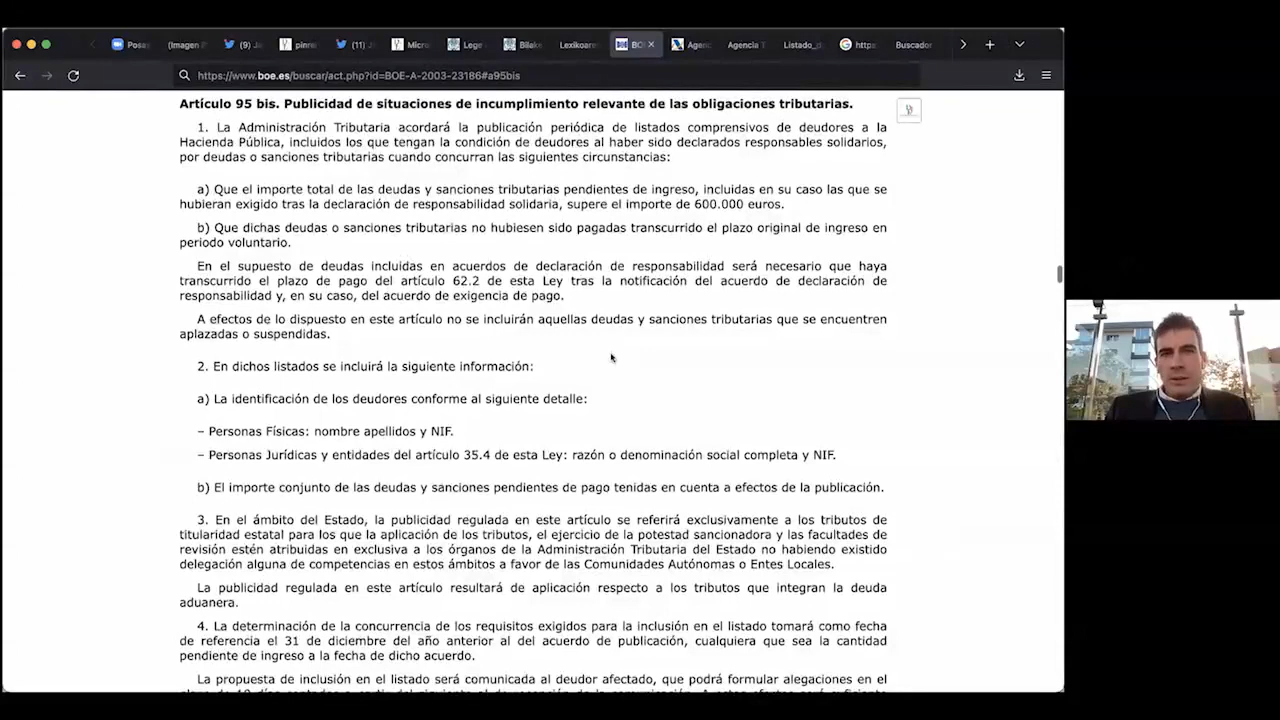 Posa
(Imagen
(9) Ja
pinre
(11) J
Micro
Lege
Bilake
Lexikoare
BO
Agenc
Agencia T
Listado_d
https
Buscador
https://www.boe.es/buscar/act.php?id=BOE-A-2003-23186#a95bis
Artículo 95 bis. Publicidad de situaciones de incumplimiento relevante de las obligaciones tributarias.
1. La Administración Tributaria acordará la publicación periódica de listados comprensivos de deudores a la
Hacienda Pública, incluidos los que tengan la condición de deudores al haber sido declarados responsables solidarios,
por deudas o sanciones tributarias cuando concurran las siguientes circunstancias:
a) Que el importe total de las deudas y sanciones tributarias pendientes de ingreso, incluidas en su caso las que se
hubieran exigido tras la declaración de responsabilidad solidaria, supere el importe de 600.000 euros.
b) Que dichas deudas o sanciones tributarias no hubiesen sido pagadas transcurrido el plazo original de ingreso en
periodo voluntario.
En el supuesto de deudas incluidas en acuerdos de declaración de responsabilidad será necesario que haya
transcurrido el plazo de pago del artículo 62.2 de esta Ley tras la notificación del acuerdo de declaración de
responsabilidad y, en su caso, del acuerdo de exigencia de pago.
A efectos de lo dispuesto en este artículo no se incluirán aquellas deudas y sanciones tributarias que se encuentren
aplazadas o suspendidas.
2. En dichos listados se incluirá la siguiente información:
a) La identificación de los deudores conforme al siguiente detalle:
– Personas Físicas: nombre apellidos y NIF.
– Personas Jurídicas y entidades del artículo 35.4 de esta Ley: razón o denominación social completa y NIF.
b) El importe conjunto de las deudas y sanciones pendientes de pago tenidas en cuenta a efectos de la publicación.
3. En el ámbito del Estado, la publicidad regulada en este artículo se referirá exclusivamente a los tributos de
titularidad estatal para los que la aplicación de los tributos, el ejercicio de la potestad sancionadora y las facultades de
revisión estén atribuidas en exclusiva a los órganos de la Administración Tributaria del Estado no habiendo existido
delegación alguna de competencias en estos ámbitos a favor de las Comunidades Autónomas o Entes Locales.
La publicidad regulada en este artículo resultará de aplicación respecto a los tributos que integran la deuda
aduanera.
4. La determinación de la concurrencia de los requisitos exigidos para la inclusión en el listado tomará como fecha
de referencia el 31 de diciembre del año anterior al del acuerdo de publicación, cualquiera que sea la cantidad
pendiente de ingreso a la fecha de dicho acuerdo.
La propuesta de inclusión en el listado será comunicada al deudor afectado, que podrá formular alegaciones en el